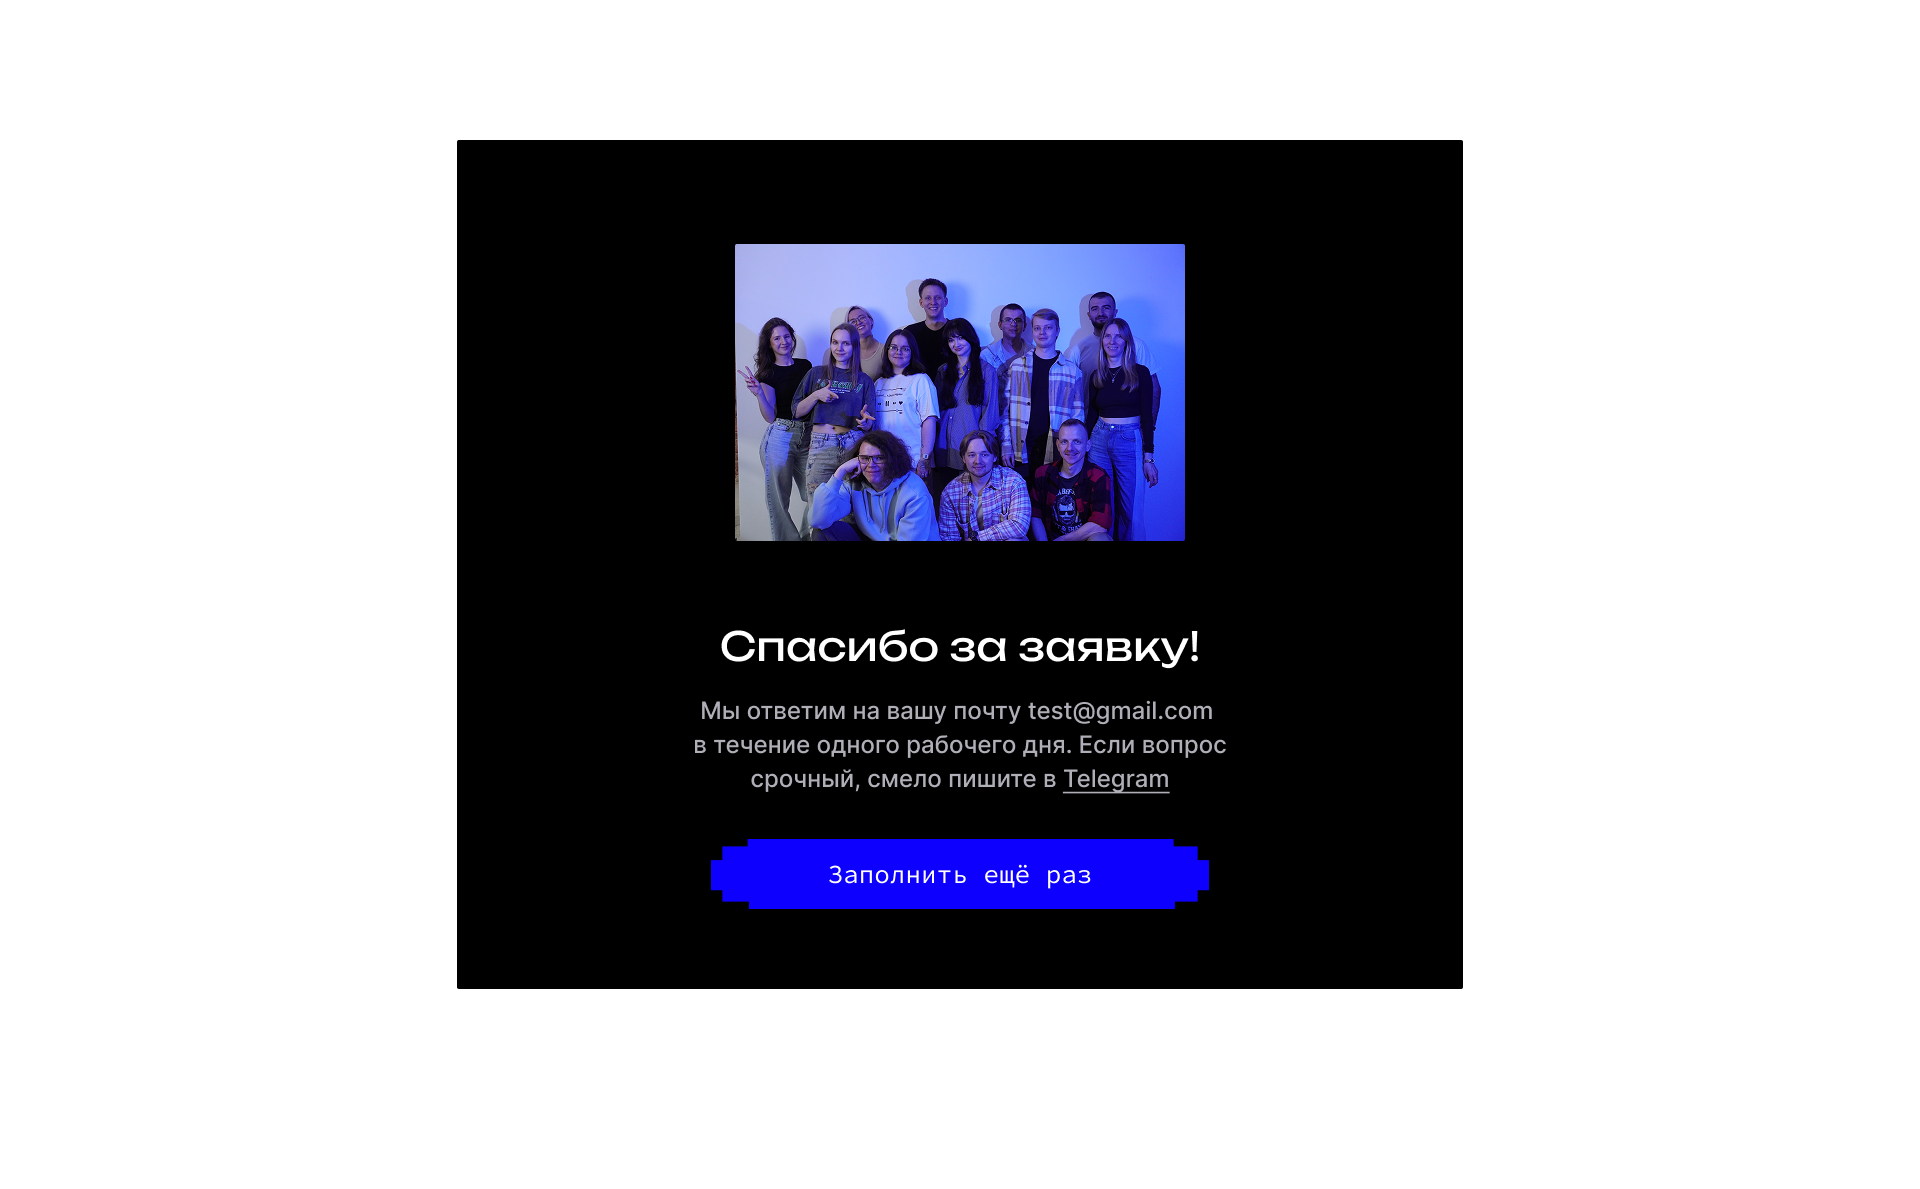 Спасибо за заявку!
Мы ответим на вашу почту test@gmail.com
в течение одного рабочего дня. Если вопрос
срочный, смело пишите в Telegram
Заполнить ещё раз